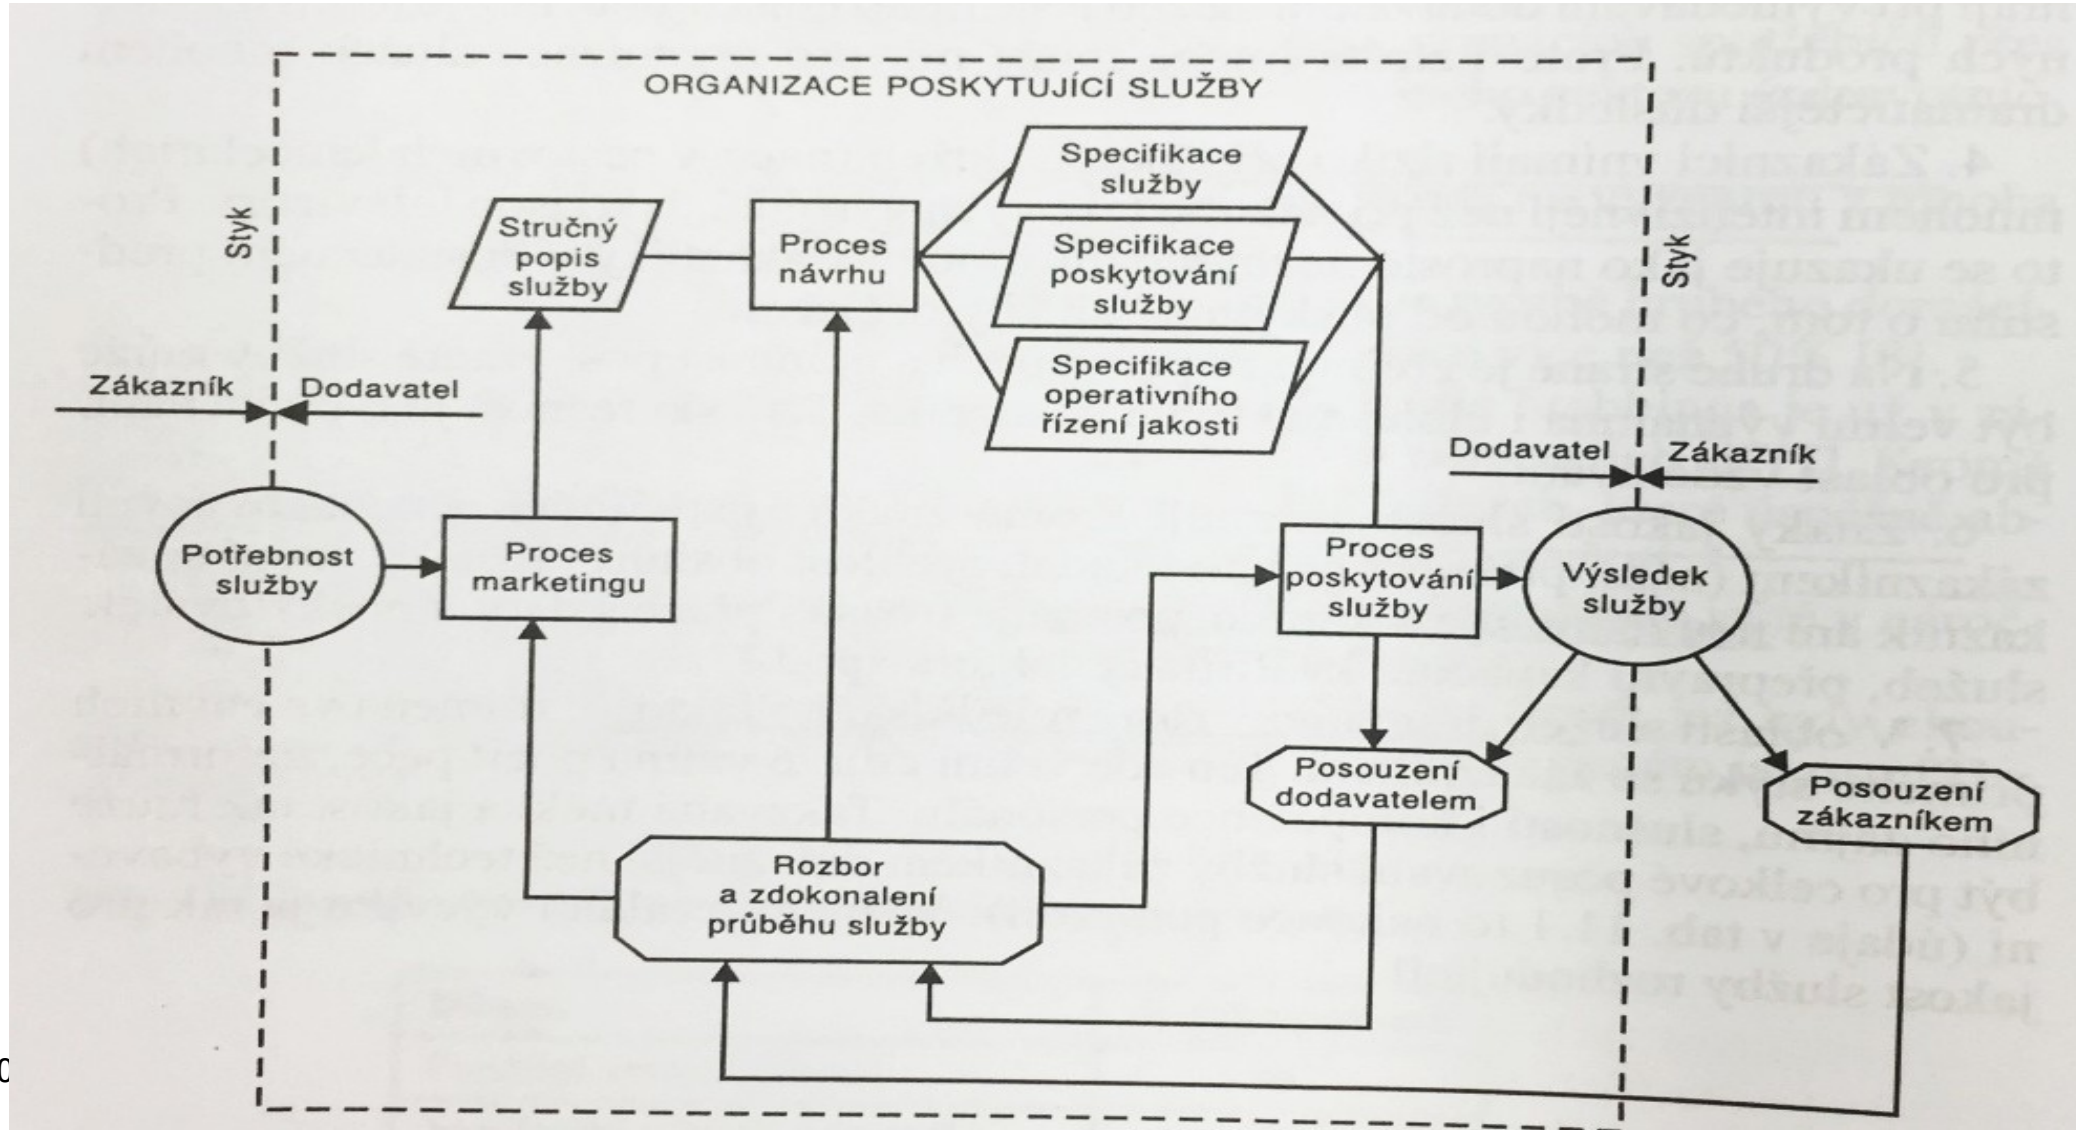 ORGANIZACE POSKYTUJÍCÍ SLUŽBY
Styk
Zákazník
Dodavatel
Potřebnost
služby
Proces
marketingu
Stručný
popis
služby
Proces
návrhu
Specifikace
služby
Specifikace
poskytování
služby
Specifikace
operativního
řízení jakosti
Styk
Dodavatel
Zákazník
Proces
poskytování
služby
Výsledek
služby
Posouzení
dodavatelem
Posouzení
zákazníkem
Rozbor
a zdokonalení
průběhu služby